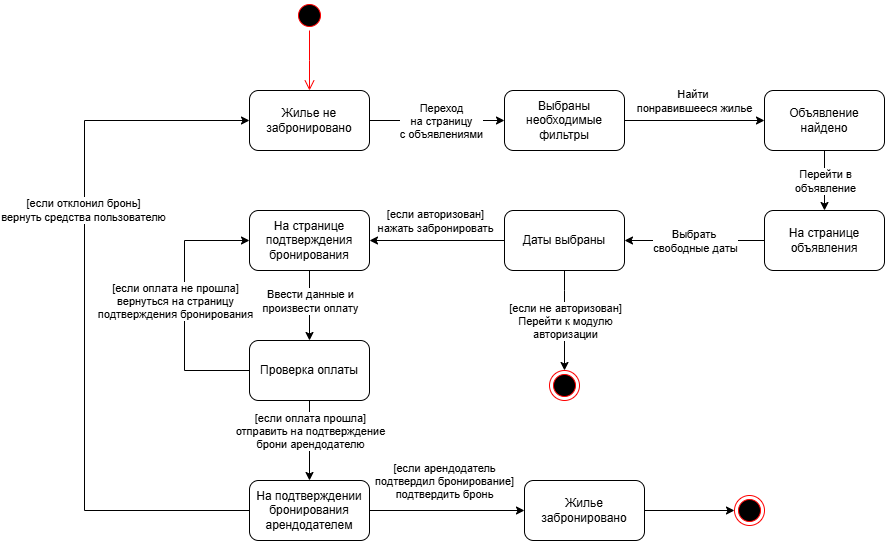 Жилье не
забронировано
Переход
на страницу
с объявлениями
Выбраны
необходимые
фильтры
Найти
понравившееся жилье
Объявление
найдено
Перейти в
объявление
На странице
объявления
Выбрать
свободные даты
Даты выбраны
[если авторизован]
нажать забронировать
На странице
подтверждения
бронирования
[если не авторизован]
Перейти к модулю
авторизации
Ввести данные и
произвести оплату
Проверка оплаты
[если оплата не прошла]
вернуться на страницу
подтверждения бронирования
[если оплата прошла]
отправить на подтверждение
брони арендодателю
На подтверждении
бронирования
арендодателем
[если отклонил бронь]
вернуть средства пользователю
[если арендодатель
подтвердил бронирование]
подтвердить бронь
Жилье
забронировано